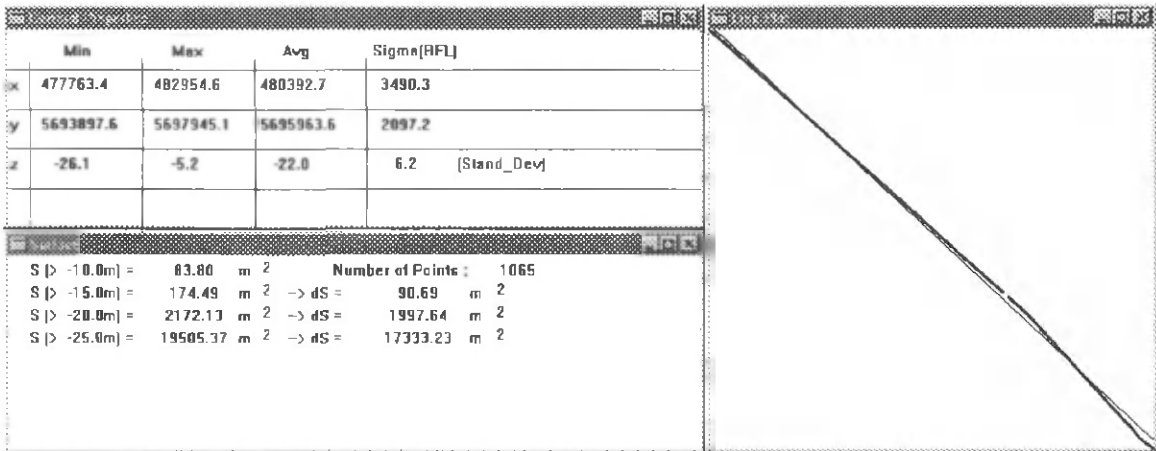 Min Max Avg Sigma(BFL)
x 477763.4 482954.6 480392.7 3490.3
y 5693897.6 5697945.1 5695963.6 2097.2
z -26.1 -5.2 -22.0 6.2 (Stand_Dev)
S (> -10.0m) = 83.80 m 2 Number of Points : 1065
S (> -15.0m) = 174.49 m 2 -> dS = 90.69 m 2
S (> -20.0m) = 2172.13 m 2 -> dS = 1997.64 m 2
S (> -25.0m) = 19505.37 m 2 -> dS = 17333.23 m 2